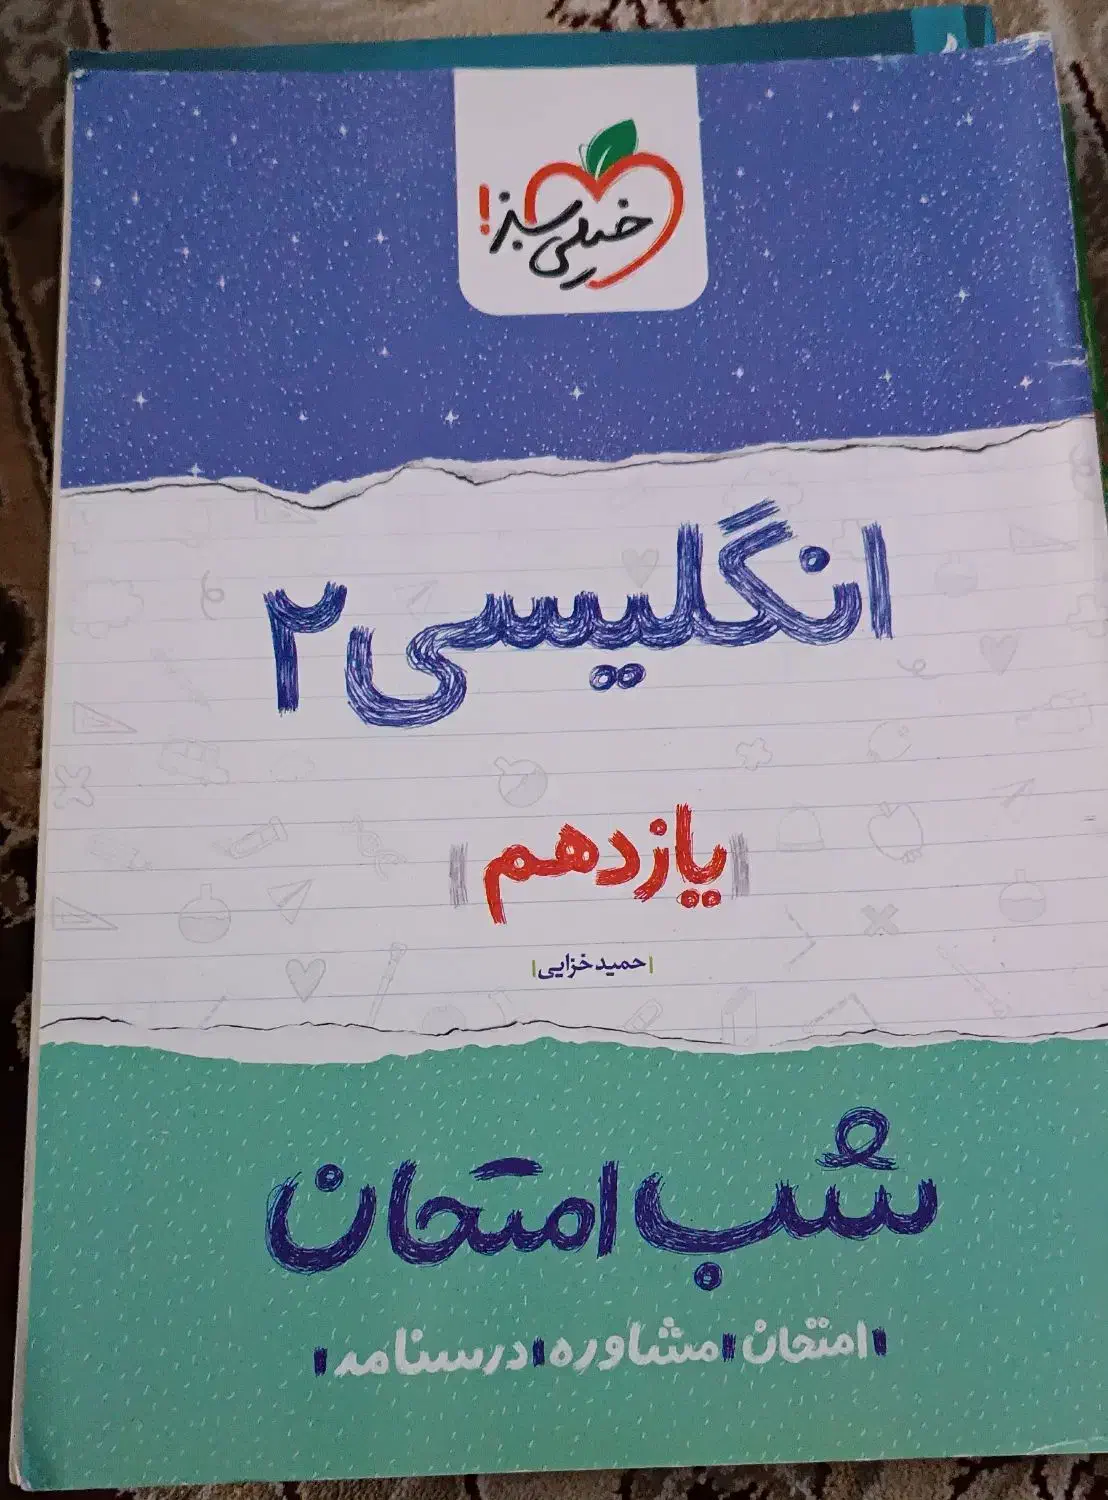 خیلی سبز!
انگلیسی ۲
یازدهم
حمید خزایی
شب امتحان
امتحان | مشاوره | درسنامه